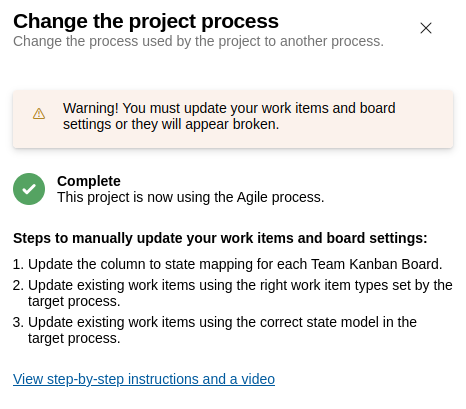 Change the project process
Change the process used by the project to another process.
Warning! You must update your work items and board
settings or they will appear broken.
Complete
This project is now using the Agile process.
Steps to manually update your work items and board settings:
1. Update the column to state mapping for each Team Kanban Board.
2. Update existing work items using the right work item types set by the
target process.
3. Update existing work items using the correct state model in the
target process.
View step-by-step instructions and a video